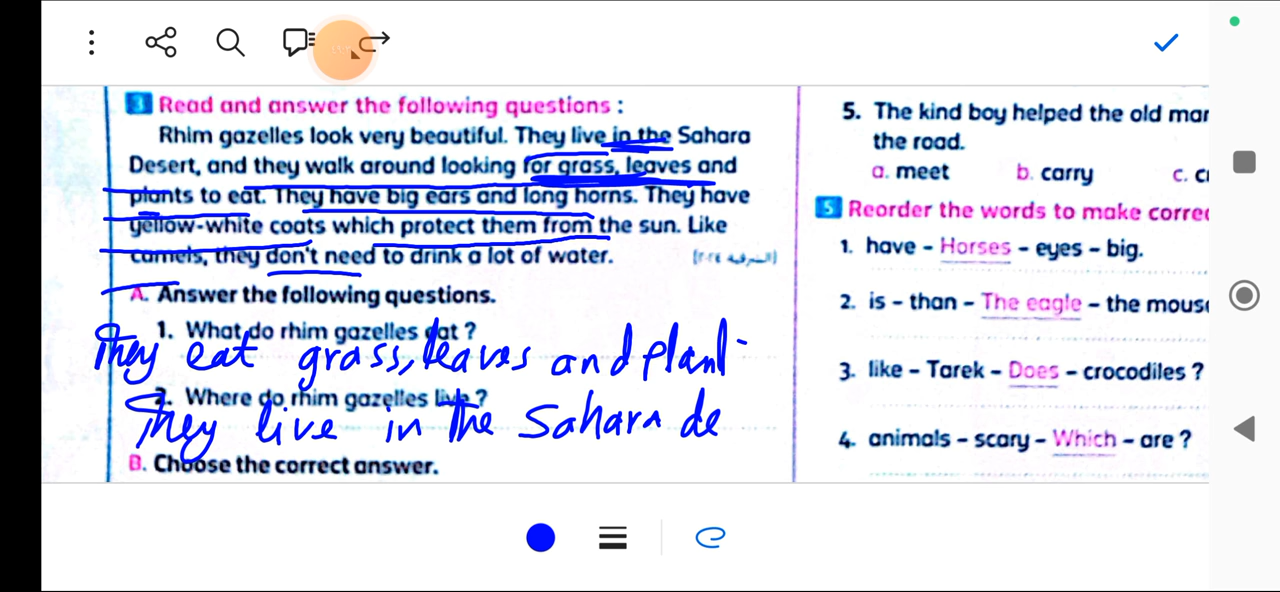 3 Read and answer the following questions :
Rhim gazelles look very beautiful. They live in the Sahara
Desert, and they walk around looking for grass, leaves and
plants to eat. They have big ears and long horns. They have
yellow-white coats which protect them from the sun. Like
camels, they don't need to drink a lot of water.
(الشرقية ٢٠٢٤)
A. Answer the following questions.
1. What do rhim gazelles eat ?
They eat grass, leaves and plant
2. Where do rhim gazelles live ?
They live in the Sahara de
B. Choose the correct answer.
5. The kind boy helped the old man
the road.
a. meet b. carry c. c
5 Reorder the words to make corre
1. have – Horses – eyes – big.
2. is – than – The eagle – the mous
3. like – Tarek – Does – crocodiles ?
4. animals – scary – Which – are ?